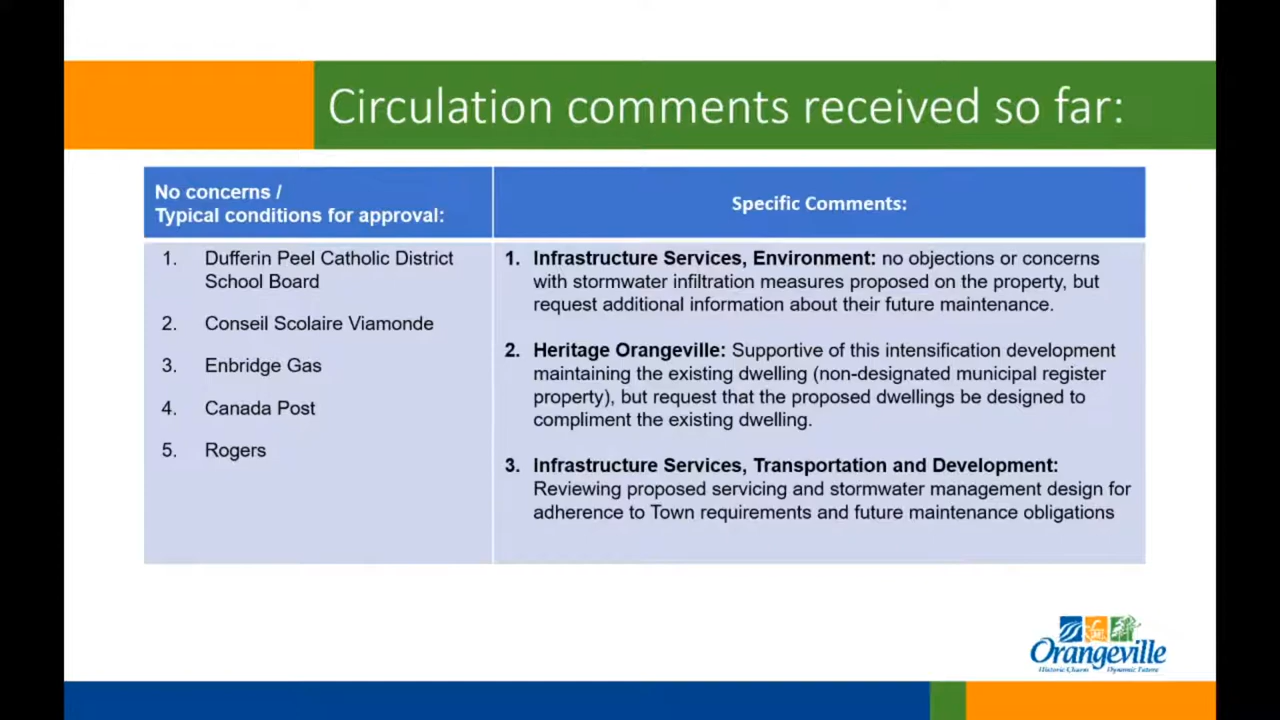 Circulation comments received so far:
No concerns /
Typical conditions for approval:
Specific Comments:
1. Dufferin Peel Catholic District
School Board
2. Conseil Scolaire Viamonde
3. Enbridge Gas
4. Canada Post
5. Rogers
1. Infrastructure Services, Environment: no objections or concerns
with stormwater infiltration measures proposed on the property, but
request additional information about their future maintenance.
2. Heritage Orangeville: Supportive of this intensification development
maintaining the existing dwelling (non-designated municipal register
property), but request that the proposed dwellings be designed to
compliment the existing dwelling.
3. Infrastructure Services, Transportation and Development:
Reviewing proposed servicing and stormwater management design for
adherence to Town requirements and future maintenance obligations
Orangeville
Historic Charm Dynamic Future